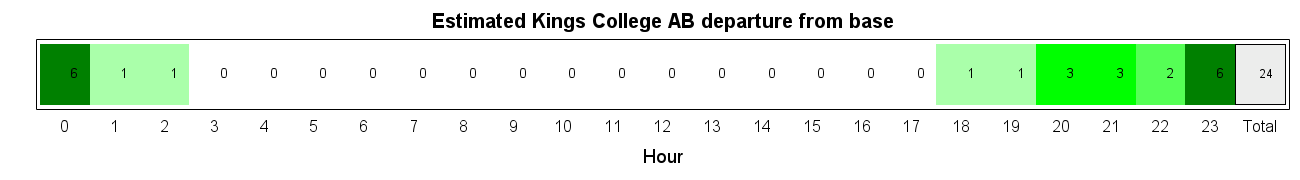 Estimated Kings College AB departure from base
6 1 1 0 0 0 0 0 0 0 0 0 0 0 0 0 0 0 1 1 3 3 2 6 24
0 1 2 3 4 5 6 7 8 9 10 11 12 13 14 15 16 17 18 19 20 21 22 23 Total
Hour